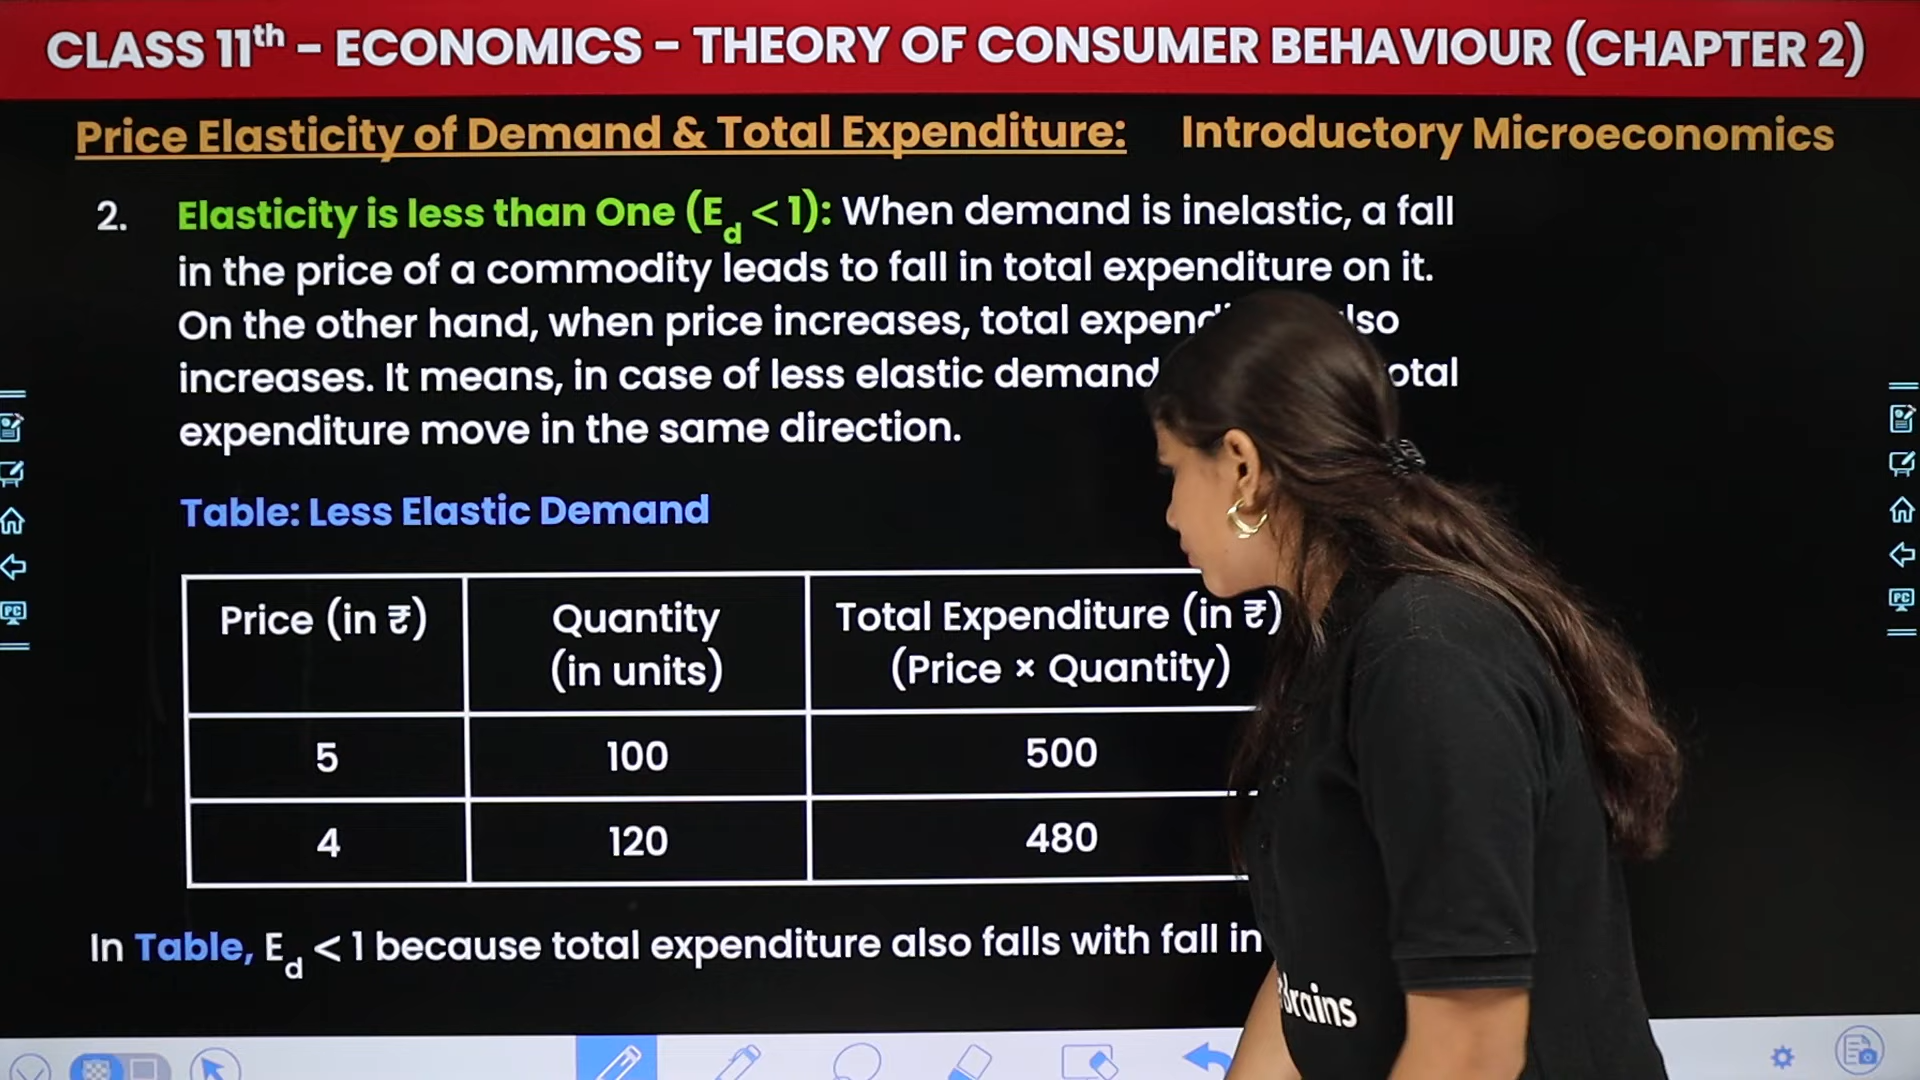 CLASS 11th – ECONOMICS – THEORY OF CONSUMER BEHAVIOUR (CHAPTER 2)
Price Elasticity of Demand & Total Expenditure: Introductory Microeconomics
2. Elasticity is less than One (Ed < 1): When demand is inelastic, a fall
in the price of a commodity leads to fall in total expenditure on it.
On the other hand, when price increases, total
increases. It means, in case of less elastic demand
expenditure move in the same direction.
Table: Less Elastic Demand
Price (in ₹) Quantity (in units) Total Expenditure (in ₹) (Price × Quantity)
5 100 500
4 120 480
In Table, Ed < 1 because total expenditure also falls with fall in
Brains
PC
PC